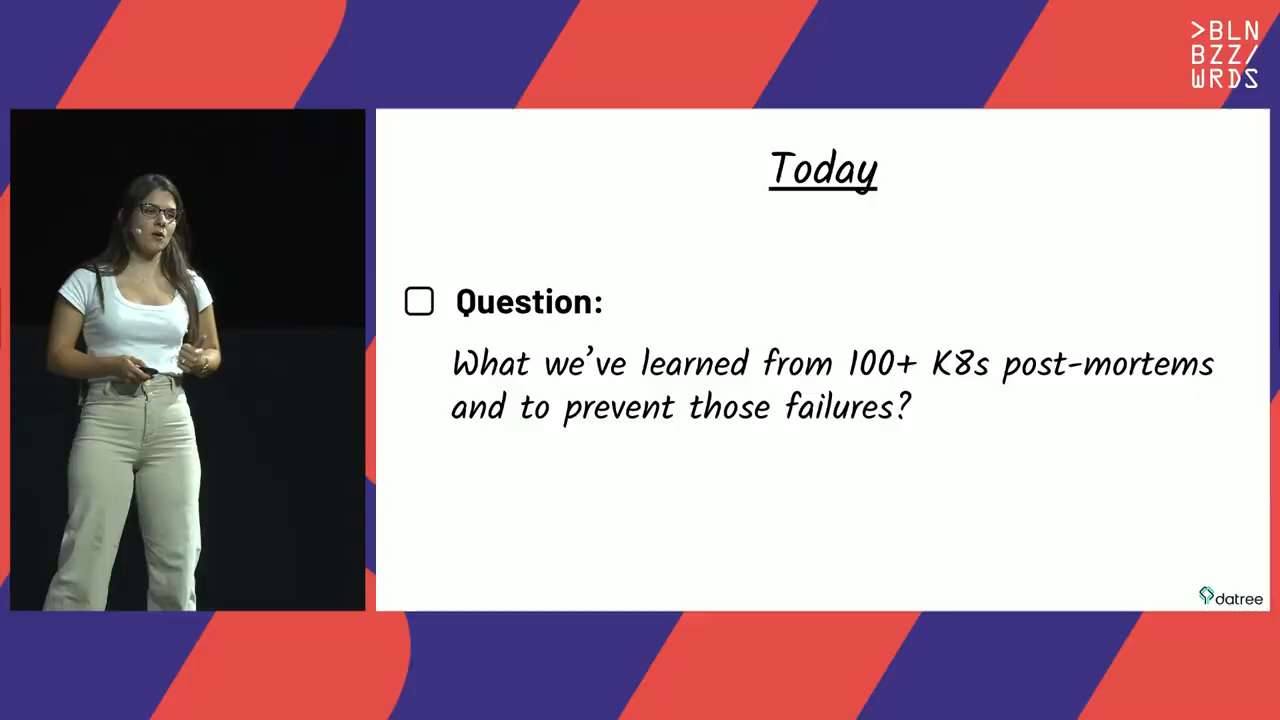 >BLN
BZZ/
WRDS
Today
Question:
What we've learned from 100+ K8s post-mortems
and to prevent those failures?
datree